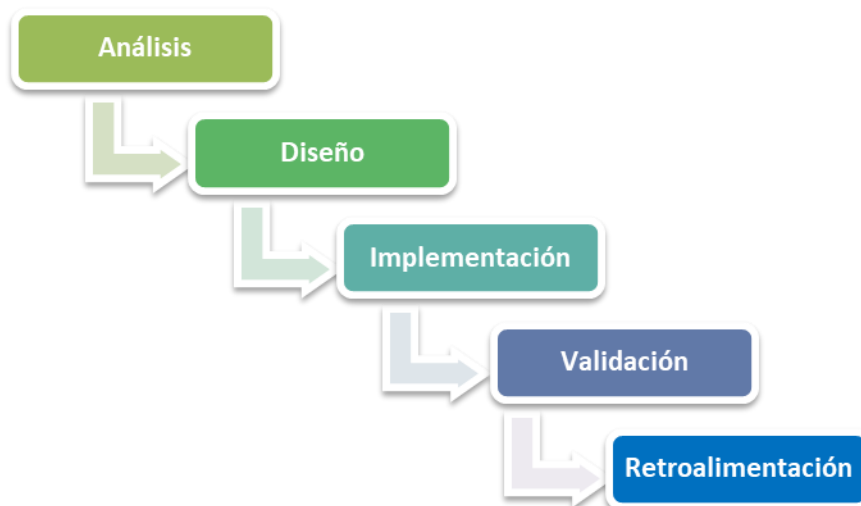 Análisis
Diseño
Implementación
Validación
Retroalimentación